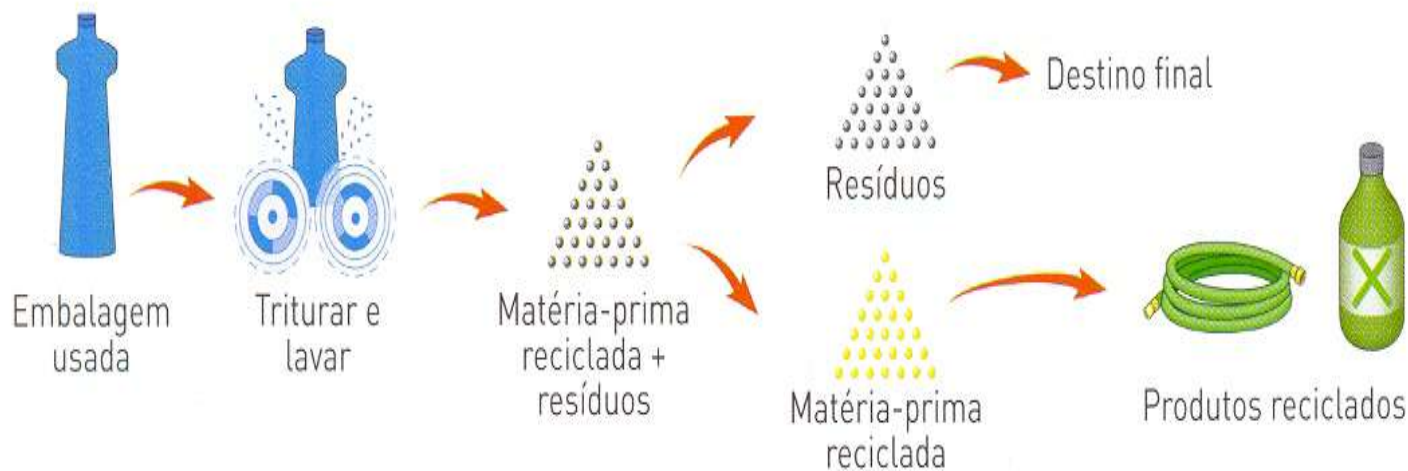 Embalagem
usada
Triturar e
lavar
Matéria-prima
reciclada +
resíduos
Resíduos
Destino final
Matéria-prima
reciclada
Produtos reciclados
X